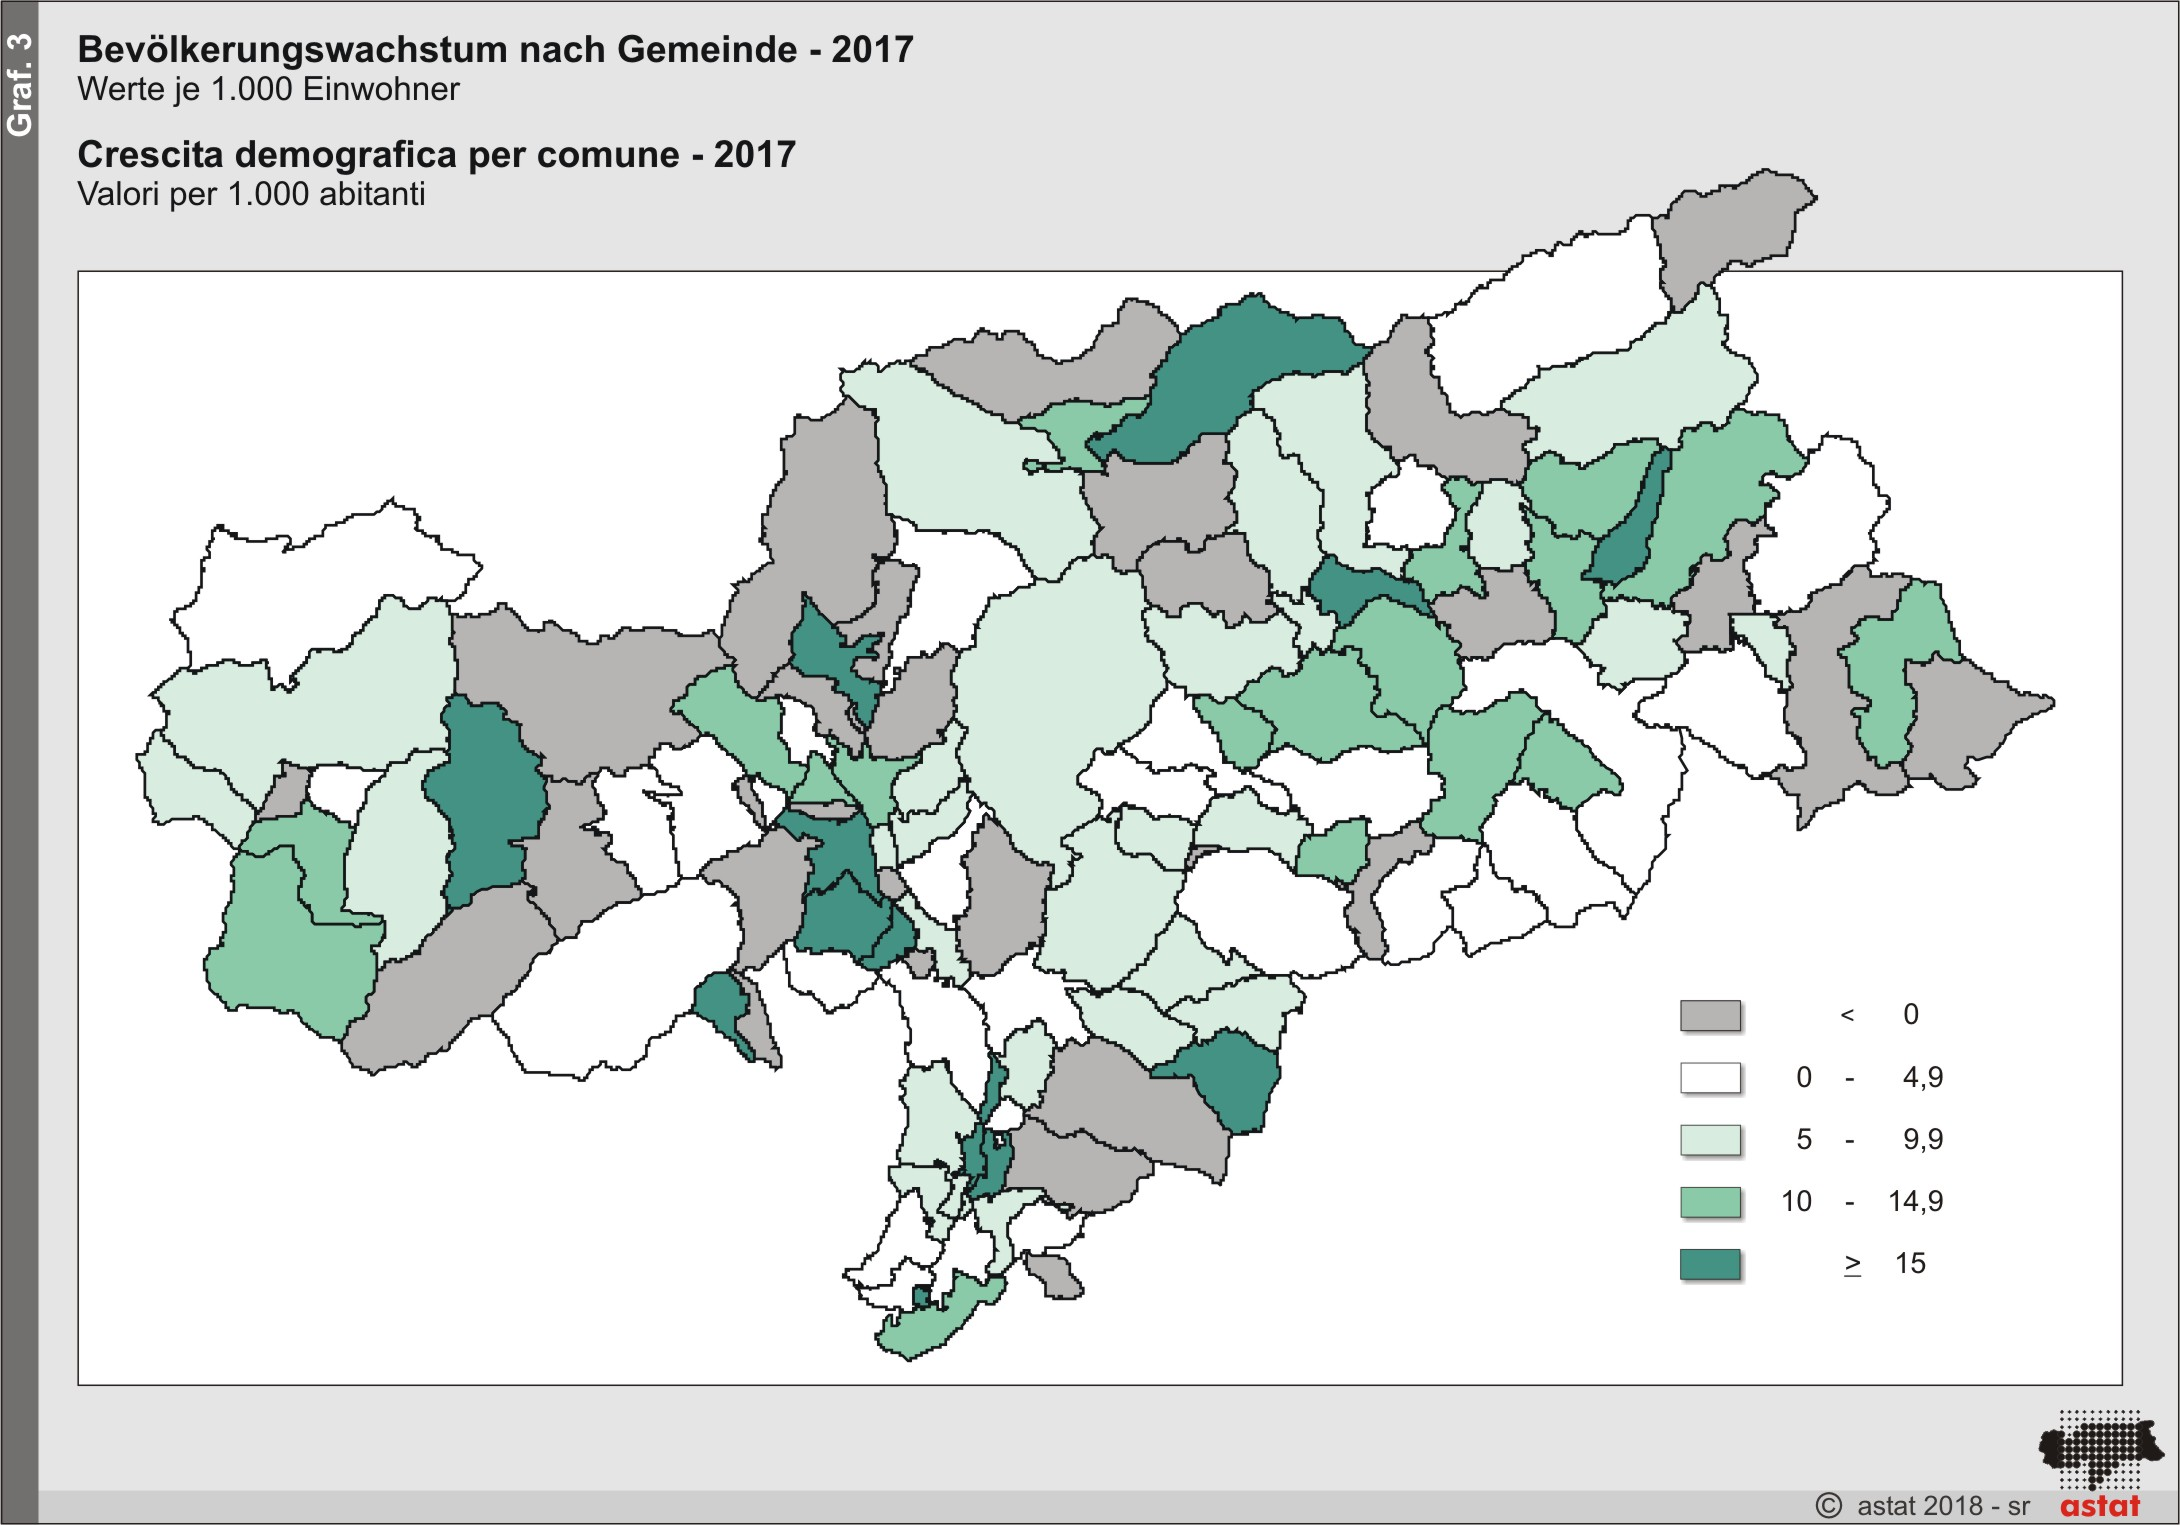 Graf. 3
Bevölkerungswachstum nach Gemeinde - 2017
Werte je 1.000 Einwohner
Crescita demografica per comune - 2017
Valori per 1.000 abitanti
< 0
0 - 4,9
5 - 9,9
10 - 14,9
≥ 15
© astat 2018 - sr
astat